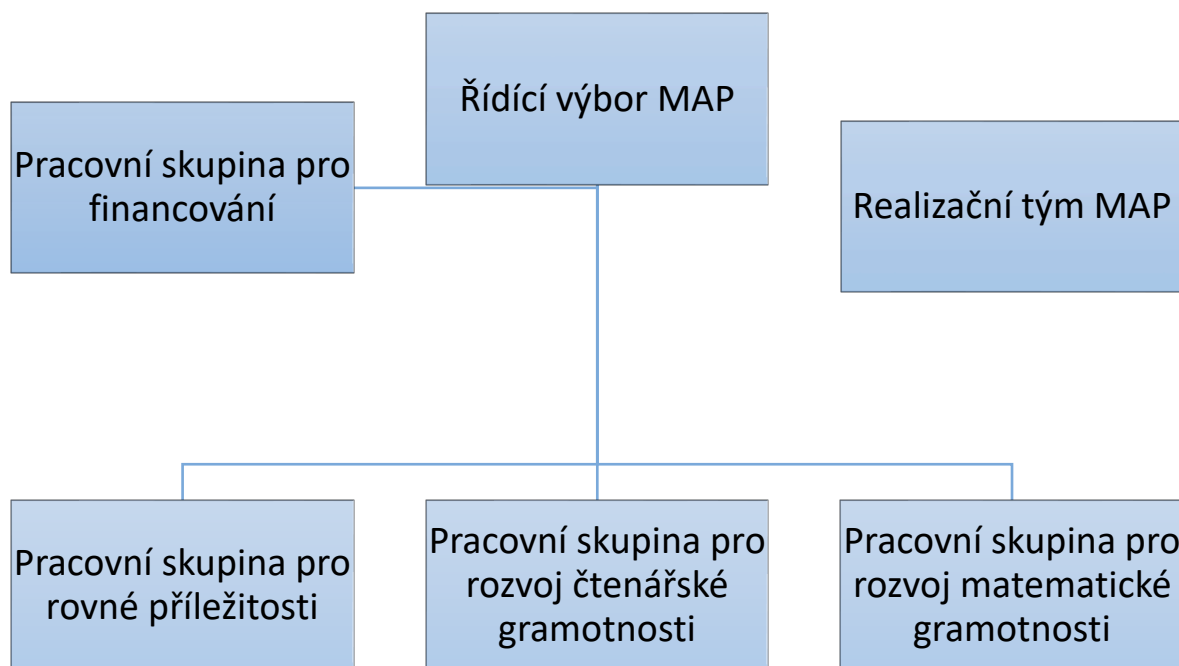 Řídící výbor MAP
Pracovní skupina pro
financování
Realizační tým MAP
Pracovní skupina pro
rovné příležitosti
Pracovní skupina pro
rozvoj čtenářské
gramotnosti
Pracovní skupina pro
rozvoj matematické
gramotnosti